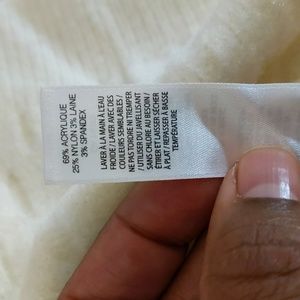 69% ACRYLIQUE
25% NYLON 3% LAINE
3% SPANDEX
LAVER À LA MAIN À L'EAU
FROIDE / LAVER AVEC DES
COULEURS SEMBLABLES /
NE PAS TORDRE NI TREMPER
/ UTILISER DU JAVELLISANT
SANS CHLORE AU BESOIN /
ÉTIRER ET LAISSER SÉCHER
À PLAT / REPASSER À BASSE
TEMPÉRATURE